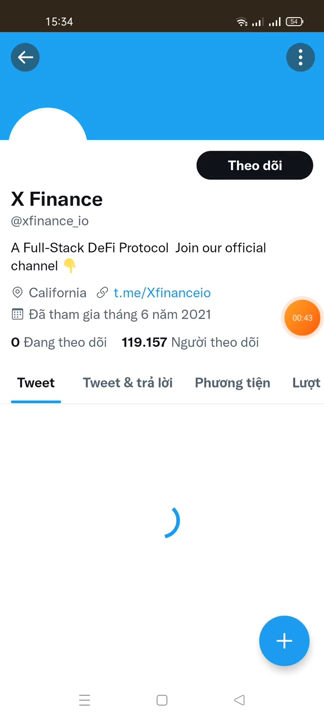 15:34
54
Theo dõi
X Finance
@xfinance_io
A Full-Stack DeFi Protocol Join our official
channel 👇
California t.me/Xfinanceio
Đã tham gia tháng 6 năm 2021
00:43
0 Đang theo dõi 119.157 Người theo dõi
Tweet Tweet & trả lời Phương tiện Lượt